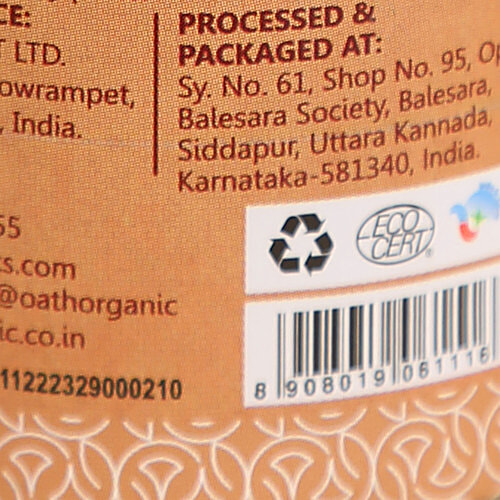 CE:
LTD.
owrampet,
, India.
PROCESSED &
PACKAGED AT:
Sy. No. 61, Shop No. 95, Op
Balesara Society, Balesara,
Siddapur, Uttara Kannada,
Karnataka-581340, India.
55
s.com
@oathorganic
ic.co.in
11222329000210
ECO
CERT
8 908019 061116